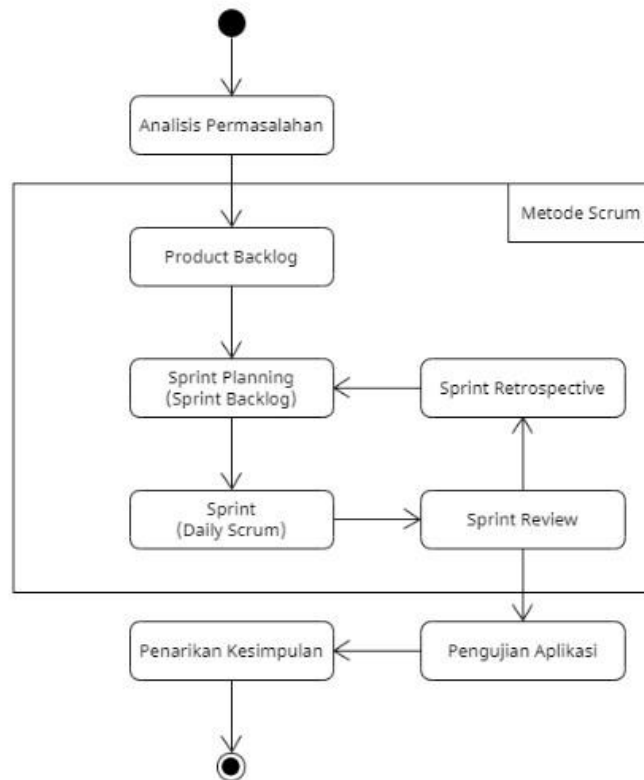 Analisis Permasalahan
Metode Scrum
Product Backlog
Sprint Planning
(Sprint Backlog)
Sprint Retrospective
Sprint
(Daily Scrum)
Sprint Review
Penarikan Kesimpulan
Pengujian Aplikasi